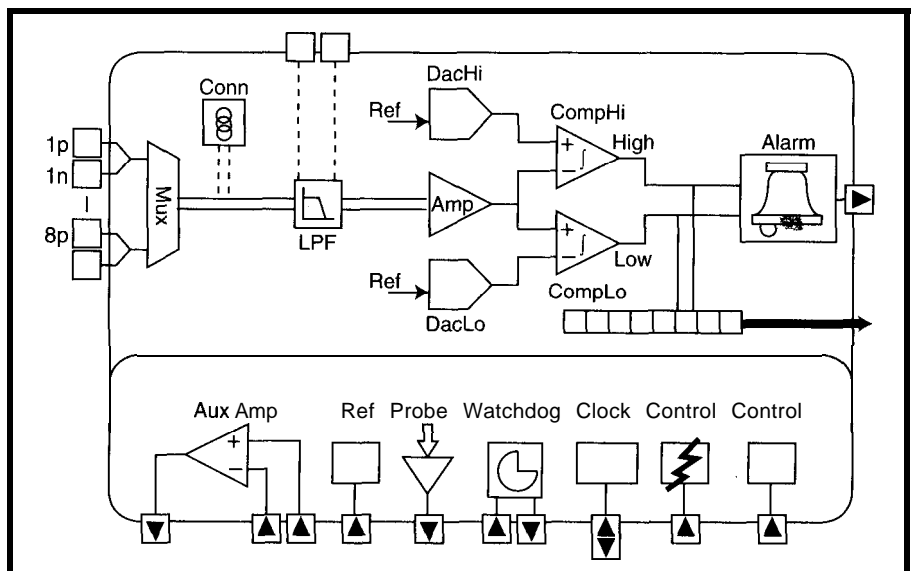 Conn
DacHi
Ref
CompHi
High
Alarm
1p
1n
8p
Mux
LPF
Amp
Ref
Low
CompLo
DacLo
Aux Amp
Ref
Probe
Watchdog
Clock
Control
Control